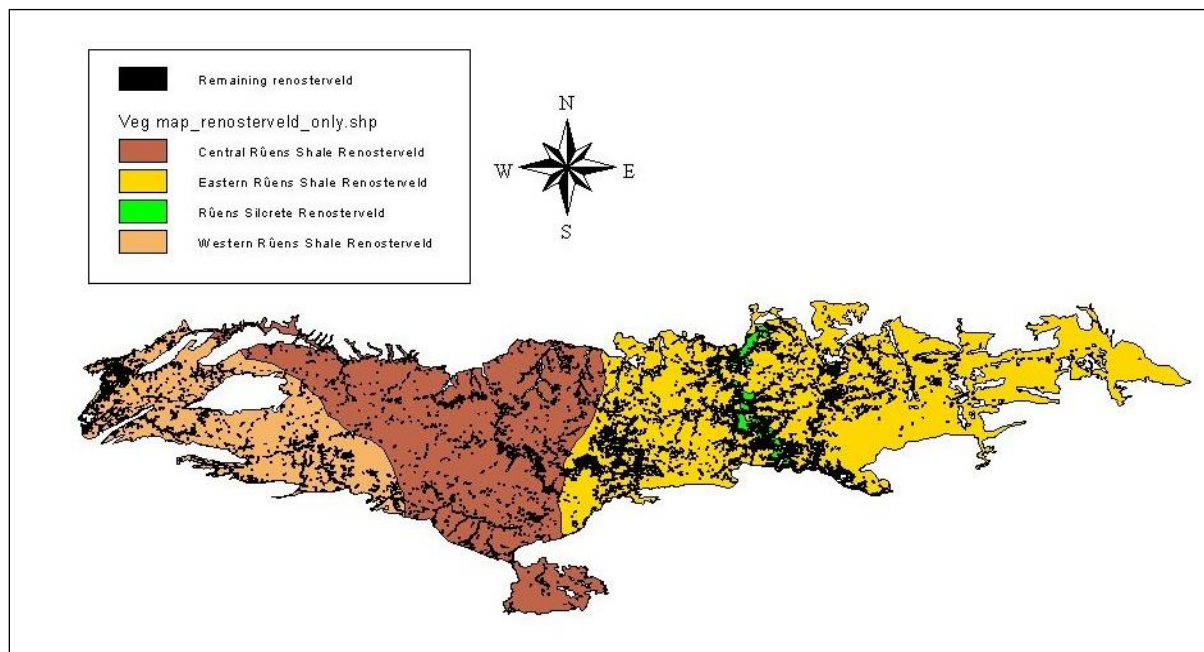 Remaining renosterveld
Veg map_renosterveld_only.shp
Central Rûens Shale Renosterveld
Eastern Rûens Shale Renosterveld
Rûens Silcrete Renosterveld
Western Rûens Shale Renosterveld
N
W E
S